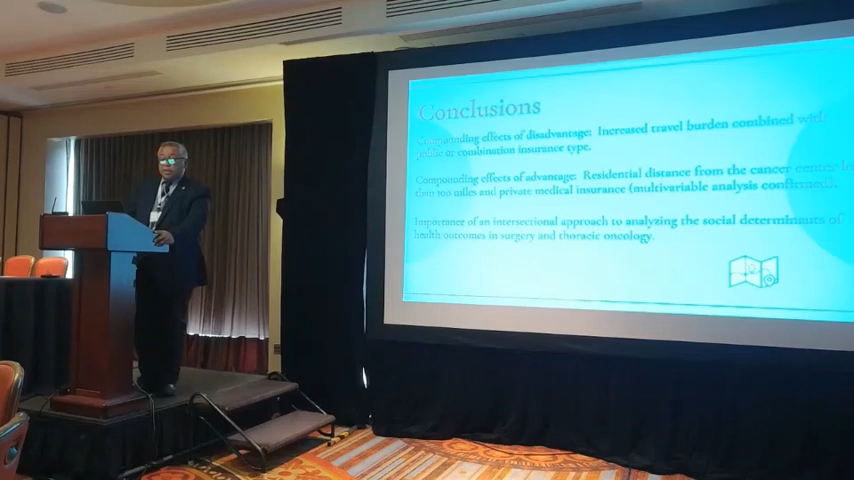 Conclusions
Compounding effects of disadvantage: Increased travel burden combined with
public or combination insurance type.
Compounding effects of advantage: Residential distance from the cancer center
than 100 miles and private medical insurance (multivariable analysis confirmed).
Importance of an intersectional approach to analyzing the social determinants of
health outcomes in surgery and thoracic oncology.